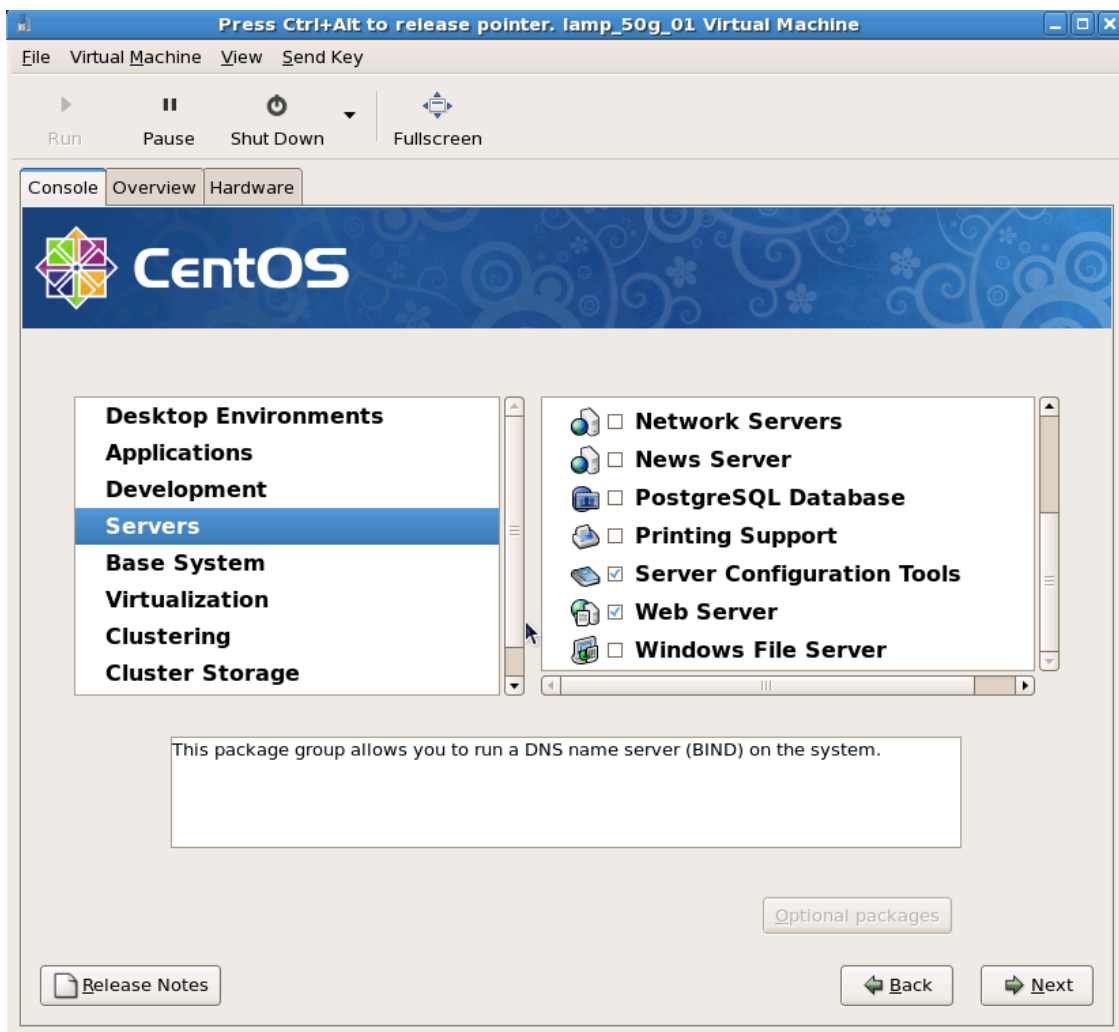 Press Ctrl+Alt to release pointer. lamp_50g_01 Virtual Machine
File Virtual Machine View Send Key
Run Pause Shut Down Fullscreen
Console Overview Hardware
CentOS
Desktop Environments
Applications
Development
Servers
Base System
Virtualization
Clustering
Cluster Storage
Network Servers
News Server
PostgreSQL Database
Printing Support
Server Configuration Tools
Web Server
Windows File Server
This package group allows you to run a DNS name server (BIND) on the system.
Optional packages
Release Notes Back Next